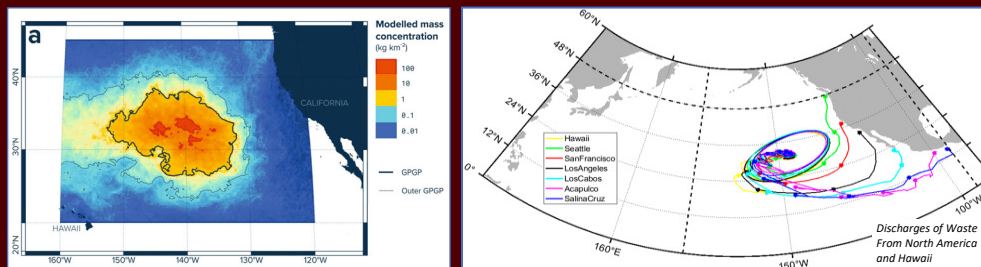 a
Modelled mass
concentration
(kg km-2)
100
10
1
0.1
0.01
GPGP
Outer GPGP
CALIFORNIA
HAWAII
40°N
30°N
20°N
160°W
150°W
140°W
130°W
120°W
60°N
48°N
36°N
24°N
12°N
0°
Hawaii
Seattle
SanFrancisco
LosAngeles
LosCabos
Acapulco
SalinaCruz
160°E
150°W
100°W
Discharges of Waste
From North America
and Hawaii